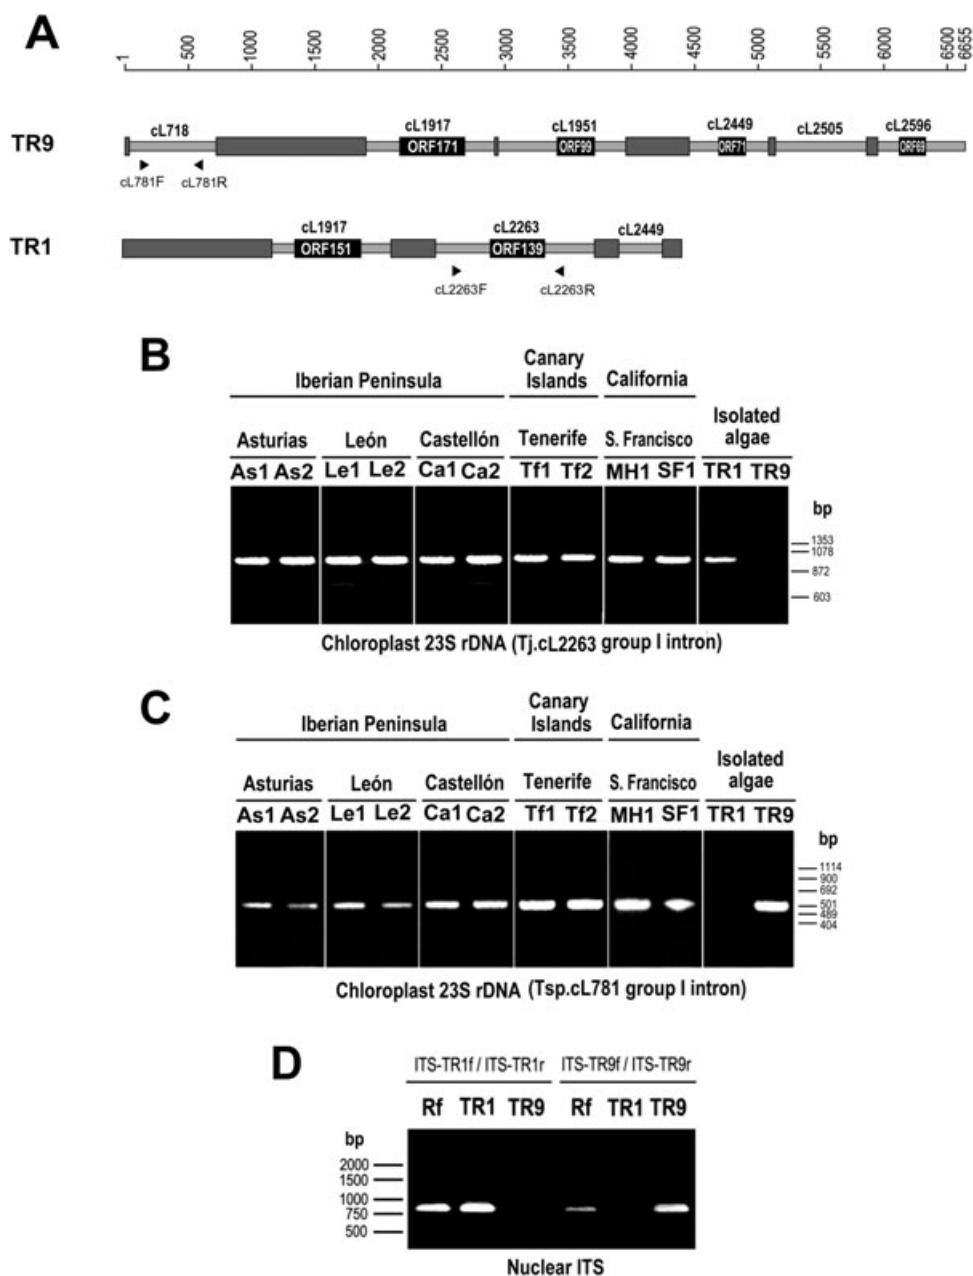 A
1 500 1000 1500 2000 2500 3000 3500 4000 4500 5000 5500 6000 6500 6655
TR9
cL718 cL1917 cL1951 cL2449 cL2505 cL2596
ORF171 ORF99 ORF71 ORF69
cL781F cL781R
TR1
cL1917 cL2263 cL2449
ORF151 ORF139
cL2263F cL2263R
B
Iberian Peninsula Canary Islands California
Asturias León Castellón Tenerife S. Francisco Isolated algae
As1 As2 Le1 Le2 Ca1 Ca2 Tf1 Tf2 MH1 SF1 TR1 TR9
bp
1353
1078
872
603
Chloroplast 23S rDNA (Tj.cL2263 group I intron)
C
Iberian Peninsula Canary Islands California
Asturias León Castellón Tenerife S. Francisco Isolated algae
As1 As2 Le1 Le2 Ca1 Ca2 Tf1 Tf2 MH1 SF1 TR1 TR9
bp
1114
900
692
501
489
404
Chloroplast 23S rDNA (Tsp.cL781 group I intron)
D
ITS-TR1f / ITS-TR1r ITS-TR9f / ITS-TR9r
Rf TR1 TR9 Rf TR1 TR9
bp
2000
1500
1000
750
500
Nuclear ITS